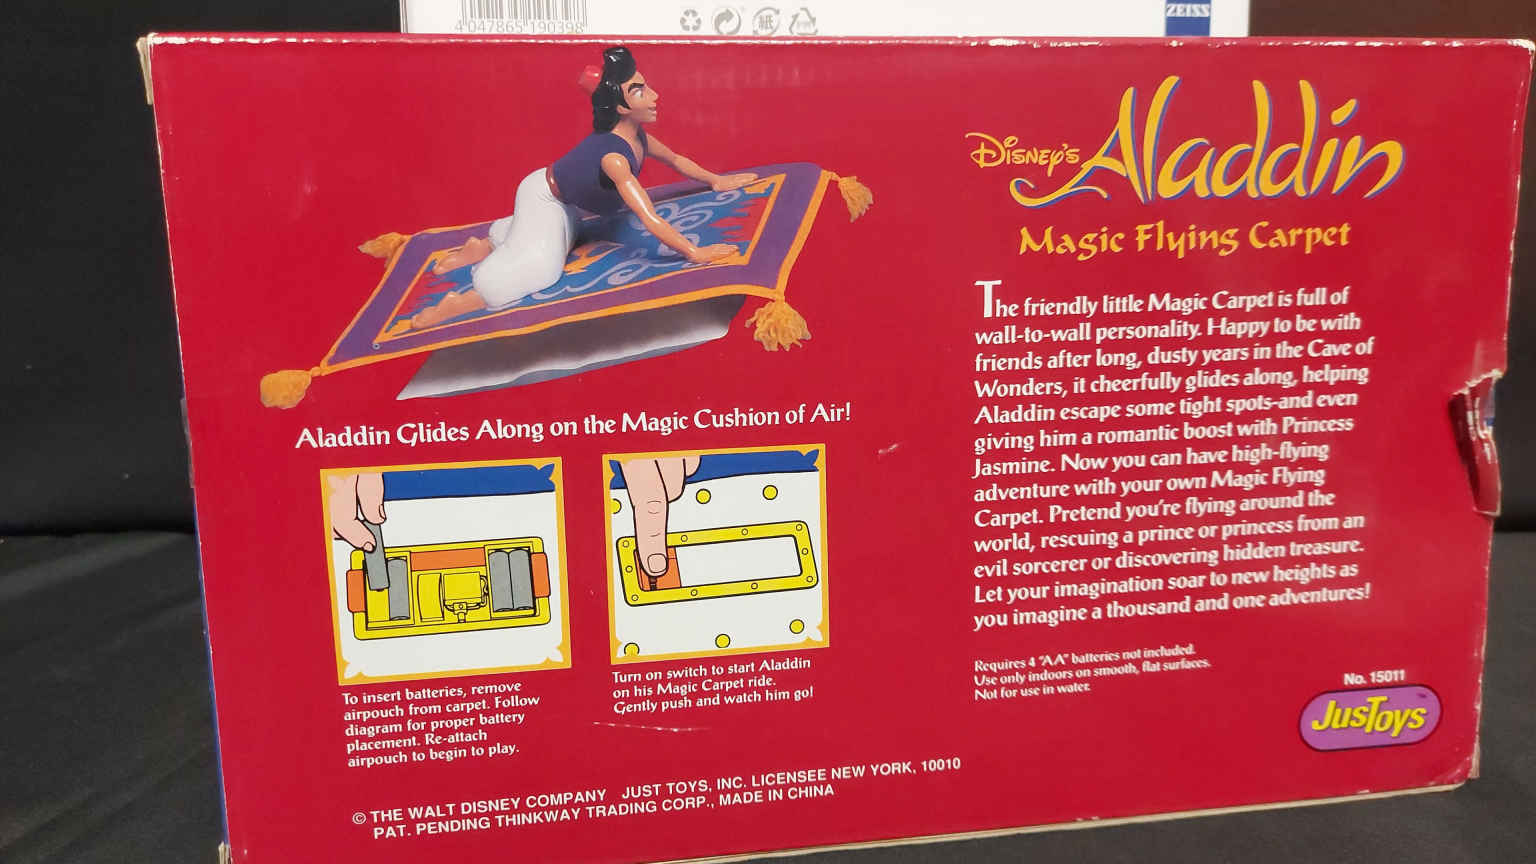 4 047865 190398
ZEISS
Disney's Aladdin
Magic Flying Carpet
The friendly little Magic Carpet is full of
wall-to-wall personality. Happy to be with
friends after long, dusty years in the Cave of
Wonders, it cheerfully glides along, helping
Aladdin escape some tight spots-and even
giving him a romantic boost with Princess
Jasmine. Now you can have high-flying
adventure with your own Magic Flying
Carpet. Pretend you're flying around the
world, rescuing a prince or princess from an
evil sorcerer or discovering hidden treasure.
Let your imagination soar to new heights as
you imagine a thousand and one adventures!
Aladdin Glides Along on the Magic Cushion of Air!
To insert batteries, remove
airpouch from carpet. Follow
diagram for proper battery
placement. Re-attach
airpouch to begin to play.
Turn on switch to start Aladdin
on his Magic Carpet ride.
Gently push and watch him go!
Requires 4 "AA" batteries not included.
Use only indoors on smooth, flat surfaces.
Not for use in water.
No. 15011
JusToys™
© THE WALT DISNEY COMPANY JUST TOYS, INC. LICENSEE NEW YORK, 10010
PAT. PENDING THINKWAY TRADING CORP., MADE IN CHINA